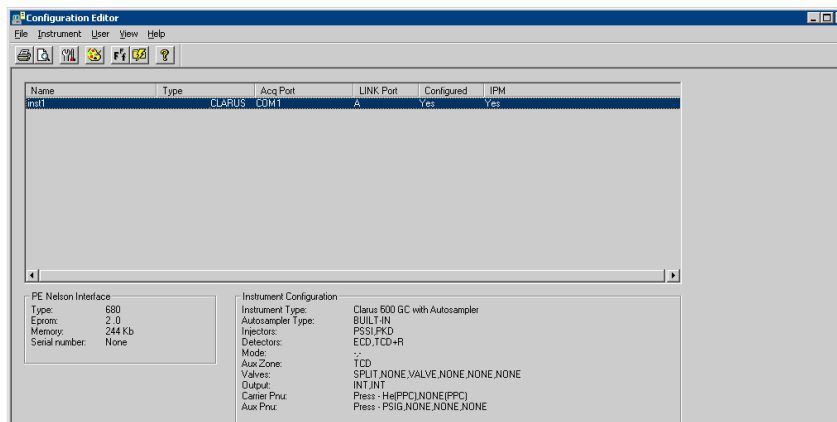 Configuration Editor
File Instrument User View Help
Name Type Acq Port LINK Port Configured IPM
inst1 CLARUS COM1 A Yes Yes
PE Nelson Interface
Type: 680
Eprom: 2 .0
Memory: 244 Kb
Serial number: None
Instrument Configuration
Instrument Type: Clarus 500 GC with Autosampler
Autosampler Type: BUILT-IN
Injectors: PSSI,PKD
Detectors: ECD,TCD+R
Mode: -,-
Aux Zone: TCD
Valves: SPLIT,NONE,VALVE,NONE,NONE,NONE
Output: INT,INT
Carrier Pnu: Press - He(PPC),NONE(PPC)
Aux Pnu: Press - PSIG,NONE,NONE,NONE